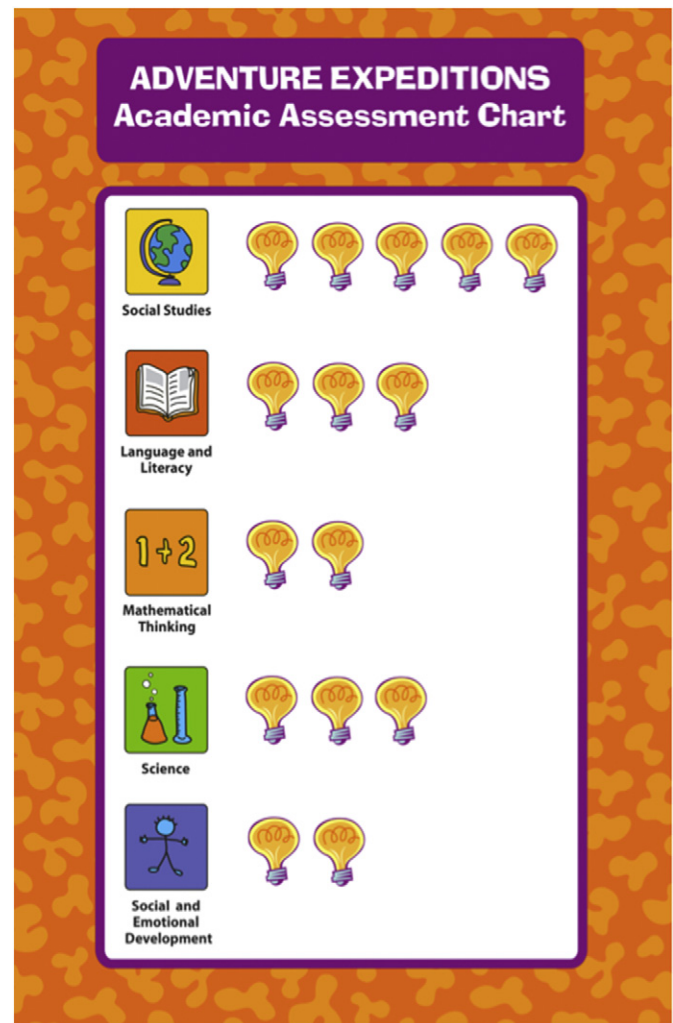 ADVENTURE EXPEDITIONS
Academic Assessment Chart
Social Studies
Language and
Literacy
1+2
Mathematical
Thinking
Science
Social and
Emotional
Development